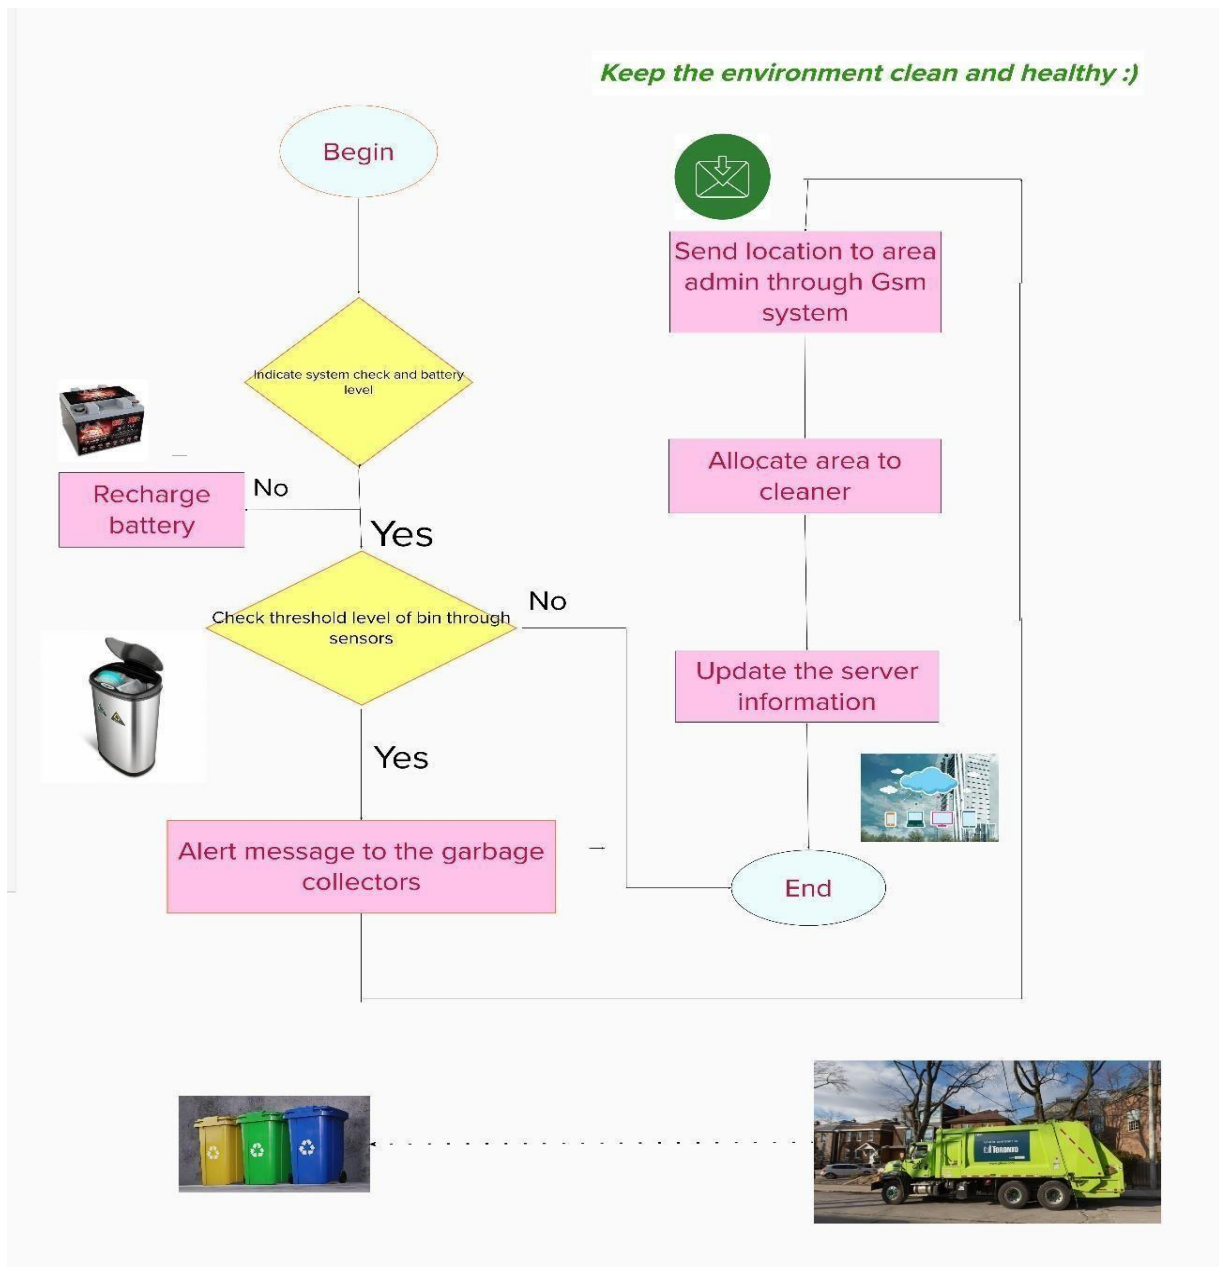 Keep the environment clean and healthy :)
Begin
Indicate system check and battery
level
No
Recharge
battery
Yes
Check threshold level of bin through
sensors
No
Yes
Alert message to the garbage
collectors
Send location to area
admin through Gsm
system
Allocate area to
cleaner
Update the server
information
End
TORONTO